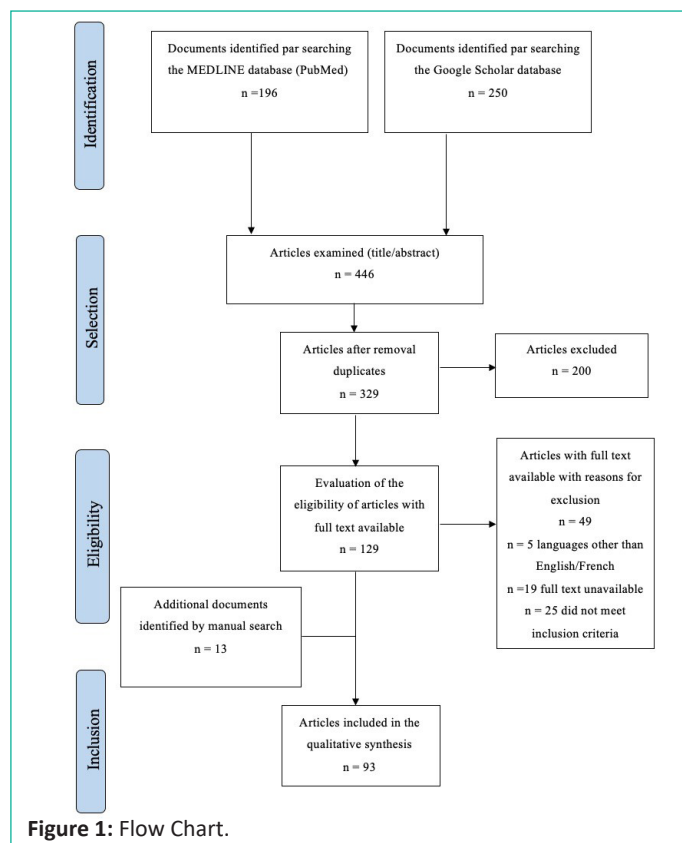 Identification
Documents identified par searching
the MEDLINE database (PubMed)
n =196
Documents identified par searching
the Google Scholar database
n = 250
Selection
Articles examined (title/abstract)
n = 446
Articles after removal
duplicates
n = 329
Articles excluded
n = 200
Eligibility
Evaluation of the
eligibility of articles with
full text available
n = 129
Articles with full text
available with reasons for
exclusion
n = 49
n = 5 languages other than
English/French
n =19 full text unavailable
n = 25 did not meet
inclusion criteria
Additional documents
identified by manual search
n = 13
Inclusion
Articles included in the
qualitative synthesis
n = 93
Figure 1: Flow Chart.